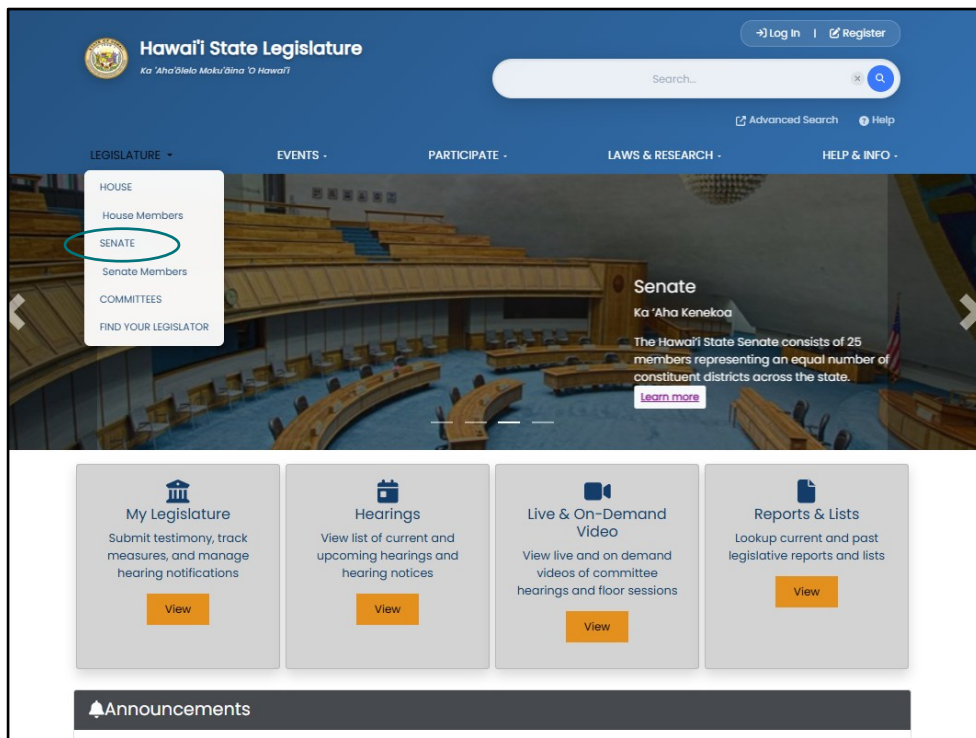 Log In | Register
Hawai'i State Legislature
Ka 'Aha'ōlelo Moku'āina 'O Hawai'i
Search...
Advanced Search Help
LEGISLATURE EVENTS PARTICIPATE LAWS & RESEARCH HELP & INFO
HOUSE
House Members
SENATE
Senate Members
COMMITTEES
FIND YOUR LEGISLATOR
Senate
Ka ‘Aha Kenekoa
The Hawai‘i State Senate consists of 25
members representing an equal number of
constituent districts across the state.
Learn more
My Legislature
Submit testimony, track
measures, and manage
hearing notifications
View
Hearings
View list of current and
upcoming hearings and
hearing notices
View
Live & On-Demand
Video
View live and on demand
videos of committee
hearings and floor sessions
View
Reports & Lists
Lookup current and past
legislative reports and lists
View
Announcements